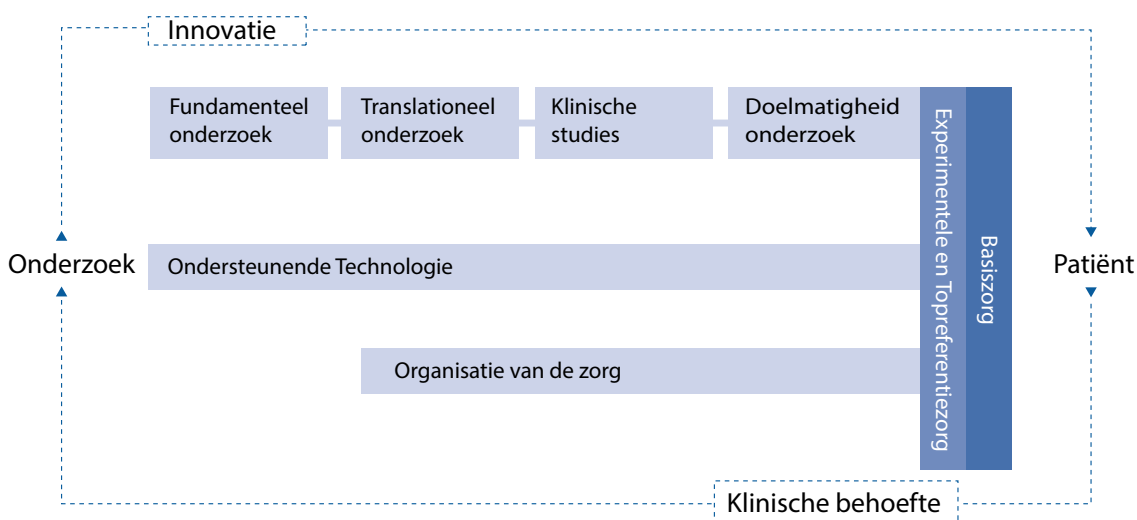 Innovatie
Fundamenteel
onderzoek
Translationeel
onderzoek
Klinische
studies
Doelmatigheid
onderzoek
Experimentele en Topreferentiezorg
Basiszorg
Onderzoek
Ondersteunende Technologie
Patiënt
Organisatie van de zorg
Klinische behoefte